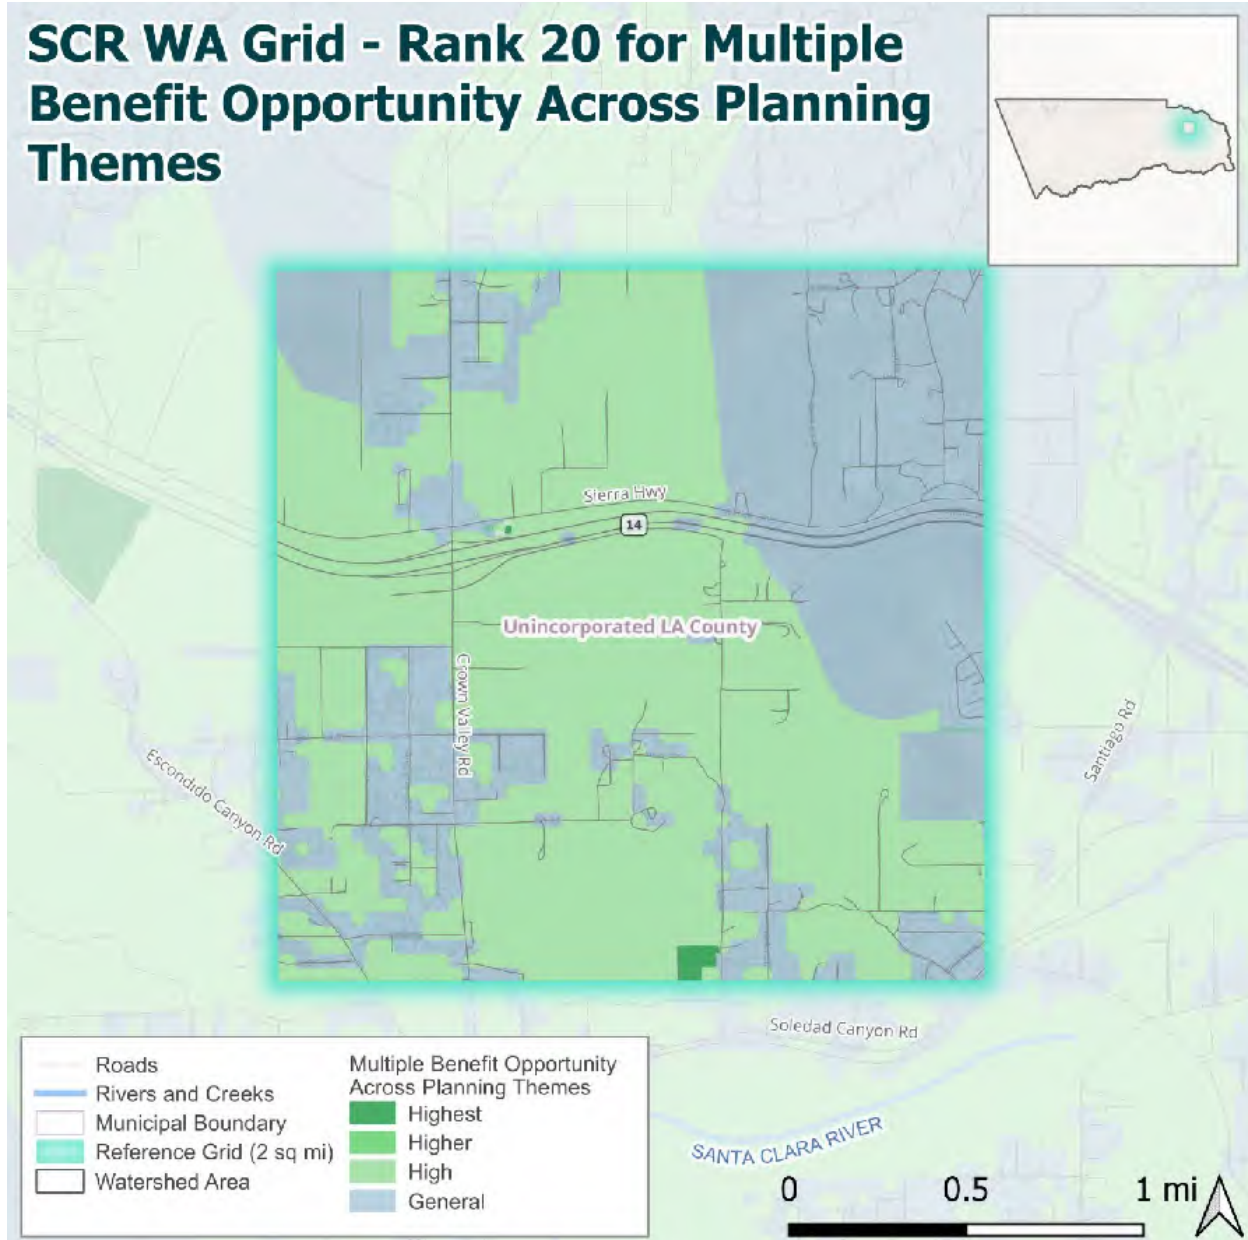 SCR WA Grid - Rank 20 for Multiple
Benefit Opportunity Across Planning
Themes
Sierra Hwy
14
Unincorporated LA County
Crown Valley Rd
Escondido Canyon Rd
Santiago Rd
Soledad Canyon Rd
SANTA CLARA RIVER
Roads
Rivers and Creeks
Municipal Boundary
Reference Grid (2 sq mi)
Watershed Area
Multiple Benefit Opportunity
Across Planning Themes
Highest
Higher
High
General
0 0.5 1 mi